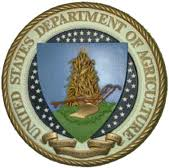 UNITED STATES DEPARTMENT OF AGRICULTURE